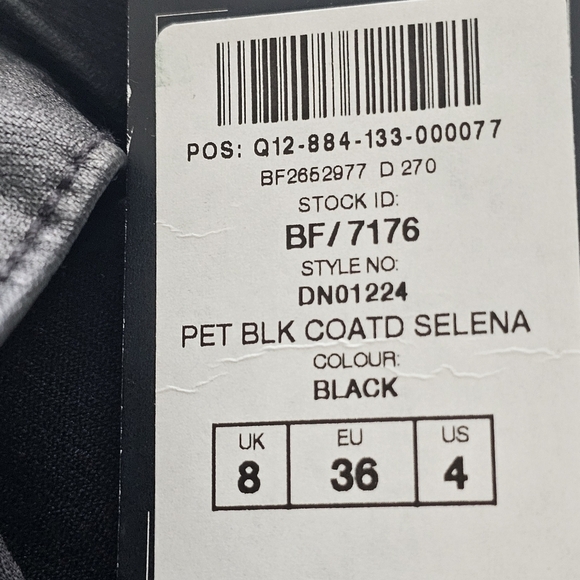 POS: Q12-884-133-000077
BF2652977 D 270
STOCK ID:
BF/7176
STYLE NO:
DN01224
PET BLK COATD SELENA
COLOUR:
BLACK
UK EU US
8 36 4